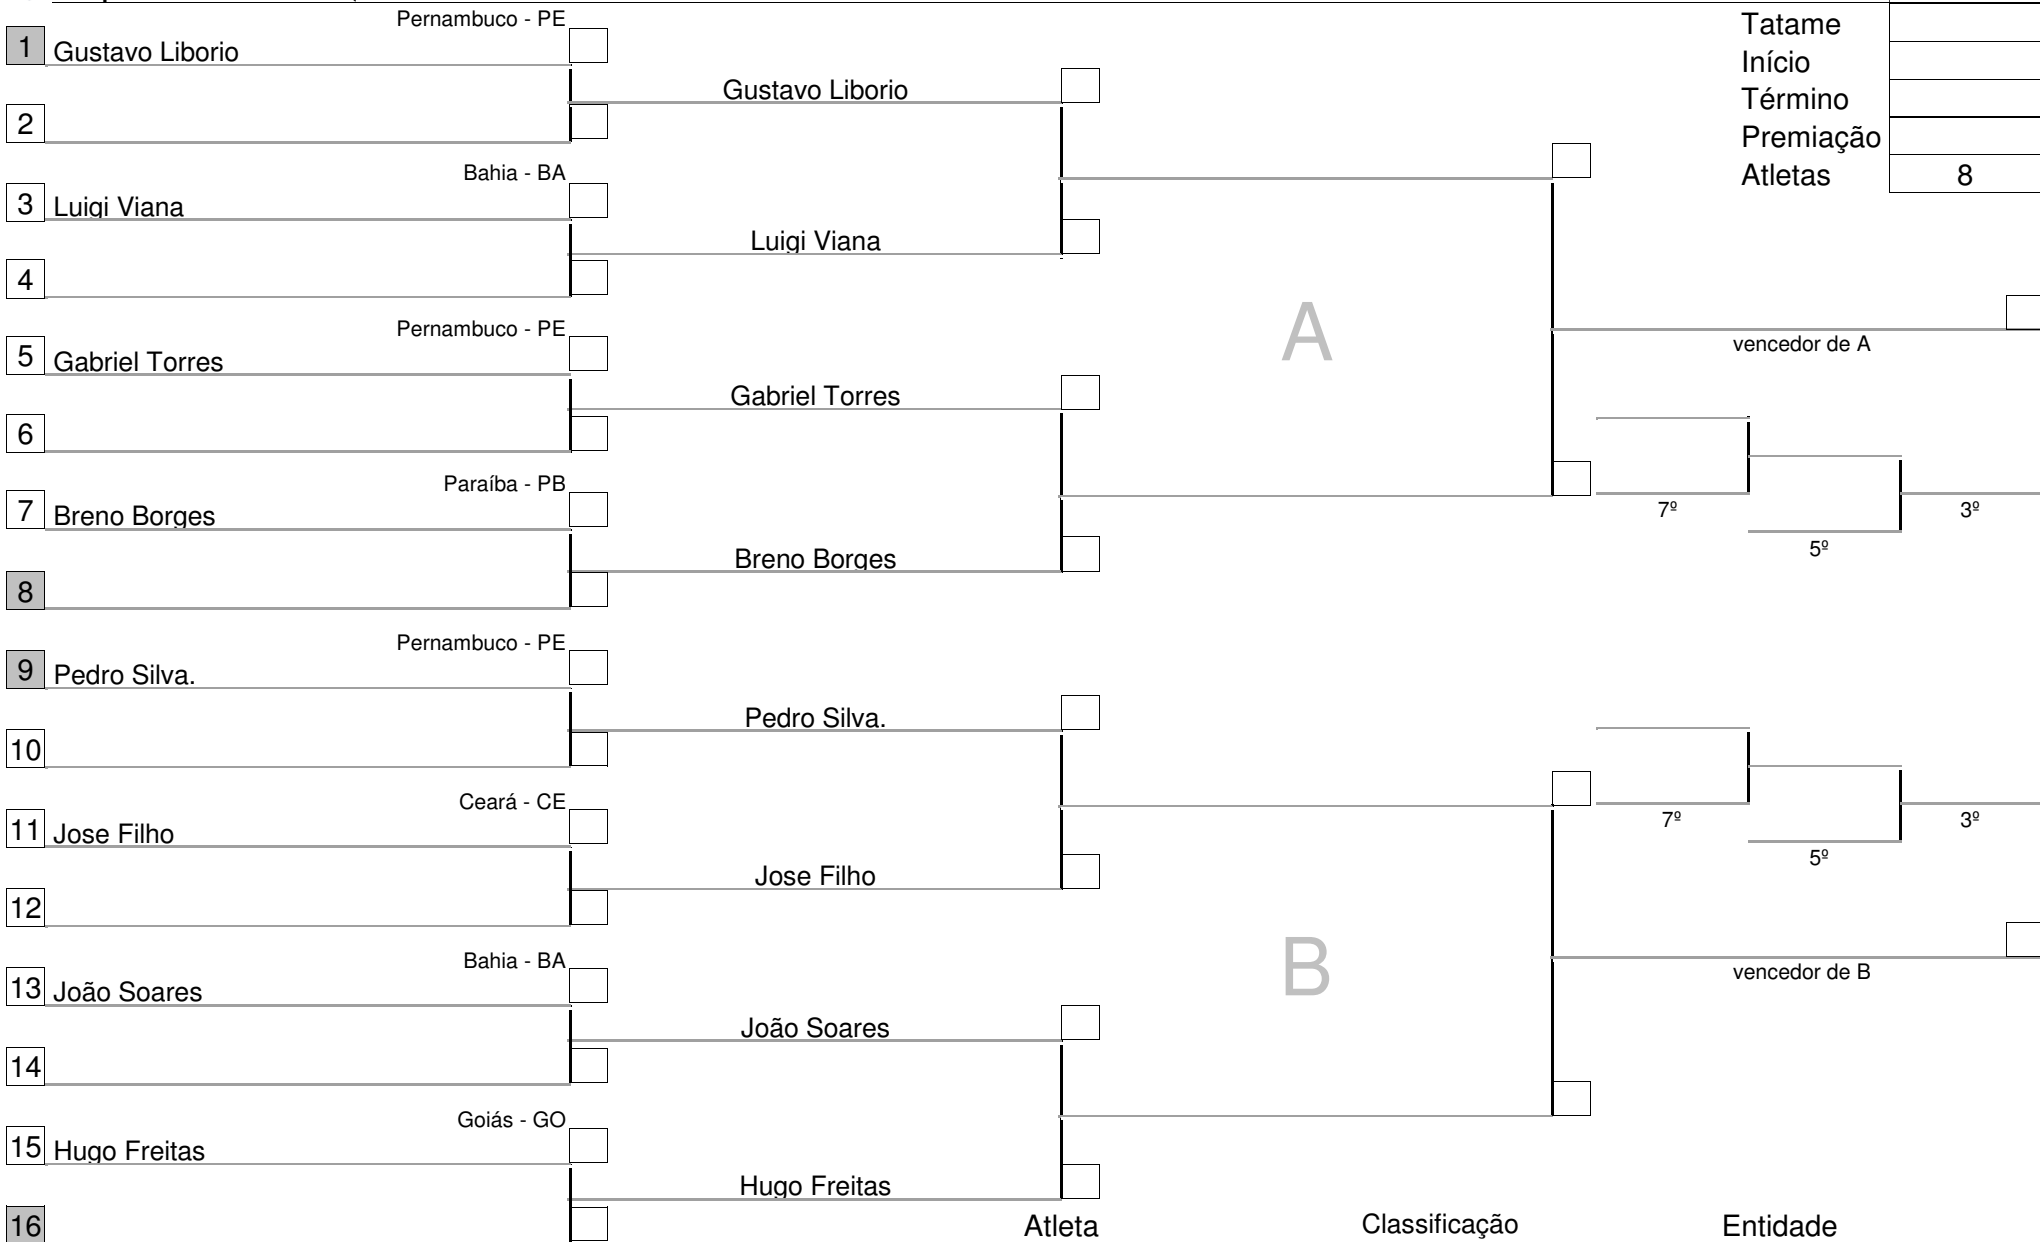 Pernambuco - PE
1 Gustavo Liborio
Gustavo Liborio
2
Bahia - BA
3 Luigi Viana
Luigi Viana
4
Pernambuco - PE
5 Gabriel Torres
Gabriel Torres
6
Paraíba - PB
7 Breno Borges
Breno Borges
8
Pernambuco - PE
9 Pedro Silva.
Pedro Silva.
10
Ceará - CE
11 Jose Filho
Jose Filho
12
Bahia - BA
13 João Soares
João Soares
14
Goiás - GO
15 Hugo Freitas
Hugo Freitas
16
A
B
Tatame
Início
Término
Premiação
Atletas 8
vencedor de A
7º
3º
5º
7º
3º
5º
vencedor de B
Atleta Classificação Entidade